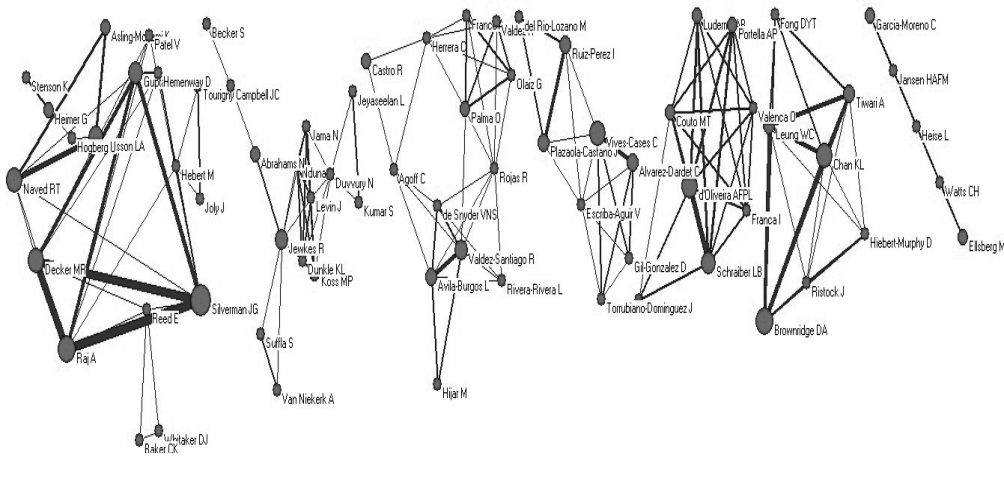 Asling-Mo
Patel V
Gupt
Hemenway D
Stenson K
Heimer G
Hogberg U
sson LA
Naved RT
Decker MR
Silverman JG
Raj A
Reed E
Whitaker DJ
Baker CK
Becker S
Tourigny
Campbell JC
Hebert M
Joly J
Abrahams N
Jama N
Nduna
Levin J
Duvvury N
Jeyaseelan L
Kumar S
Jewkes R
Dunkle KL
Koss MP
Suffla S
Van Niekerk A
Castro R
Herrera C
Franco
Valdez R
Olaiz G
Palma O
Agoff C
Rojas R
de Snyder VNS
Valdez-Santiago R
Avila-Burgos L
Rivera-Rivera L
Hijar M
del Rio-Lozano M
Ruiz-Perez I
Plazaola-Castano J
Vives-Cases C
Alvarez-Dardet C
Escriba-Aguir V
Gil-Gonzalez D
Torrubiano-Dominguez J
Portella AP
Couto MT
Valenca O
d'Oliveira AFPL
Franca I
Schraiber LB
Fong DYT
Tiwari A
Leung WC
Chan KL
Hiebert-Murphy D
Ristock J
Brownridge DA
Garcia-Moreno C
Jansen HAFM
Heise L
Watts CH
Ellsberg M